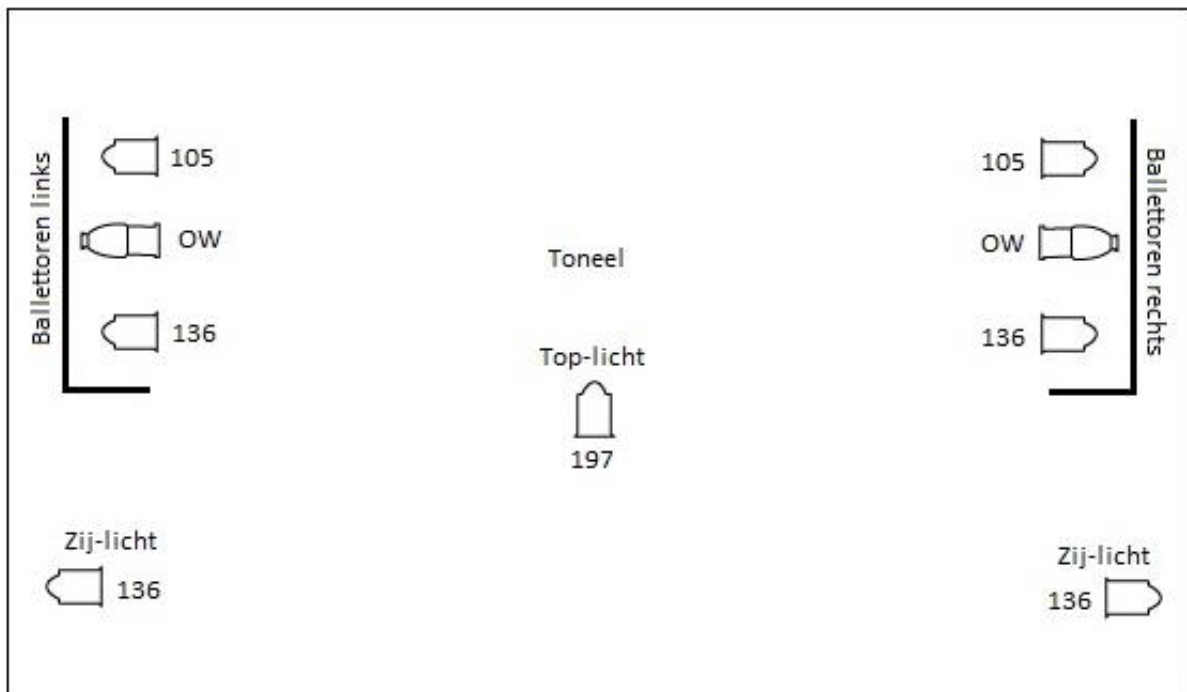 Ballettoren links
105
OW
136
Toneel
Top-licht
197
105
OW
136
Ballettoren rechts
Zij-licht
136
Zij-licht
136